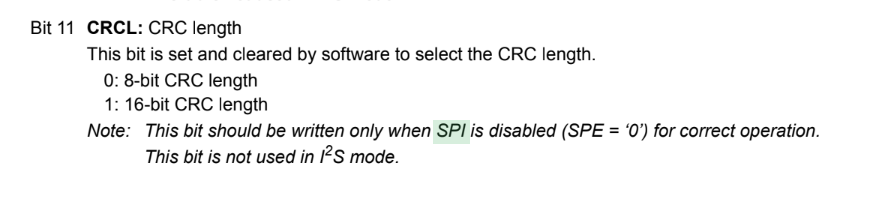 Bit 11 CRCL: CRC length
This bit is set and cleared by software to select the CRC length.
0: 8-bit CRC length
1: 16-bit CRC length
Note: This bit should be written only when SPI is disabled (SPE = ‘0’) for correct operation.
This bit is not used in I²S mode.